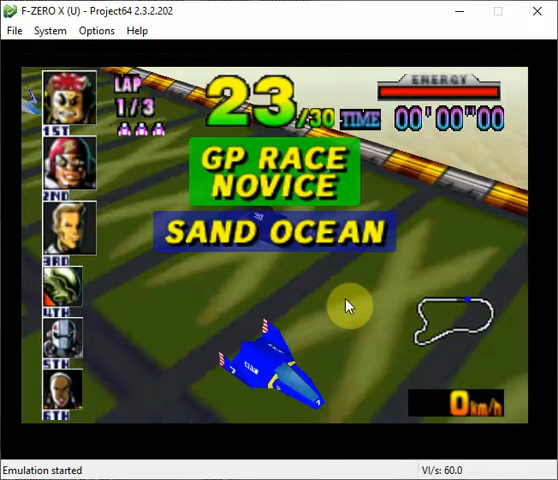 F-ZERO X (U) - Project64 2.3.2.202
File System Options Help
LAP
1/3
23/30
TIME 00'00"00
ENERGY
1ST
2ND
3RD
4TH
5TH
6TH
GP RACE
NOVICE
SAND OCEAN
0km/h
Emulation started
VI/s: 60.0